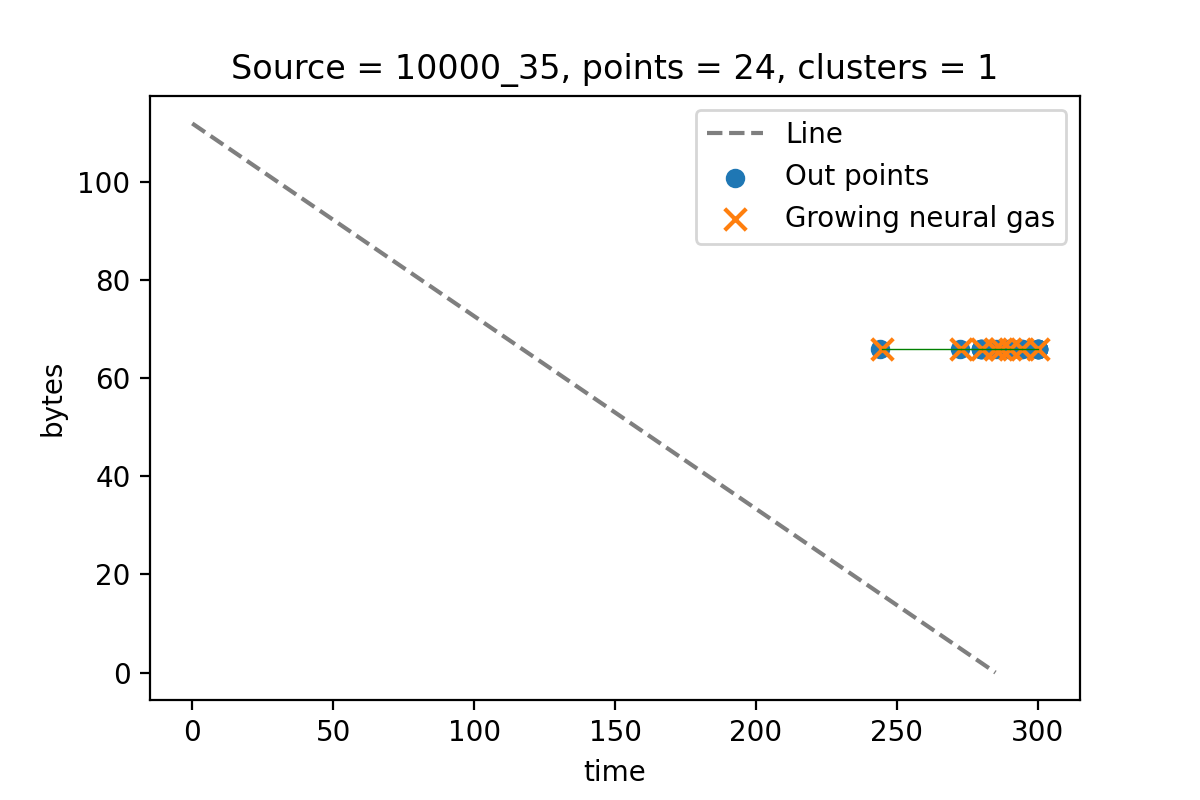 Source = 10000_35, points = 24, clusters = 1
Line
Out points
Growing neural gas
100
80
60
40
20
0
bytes
0 50 100 150 200 250 300
time